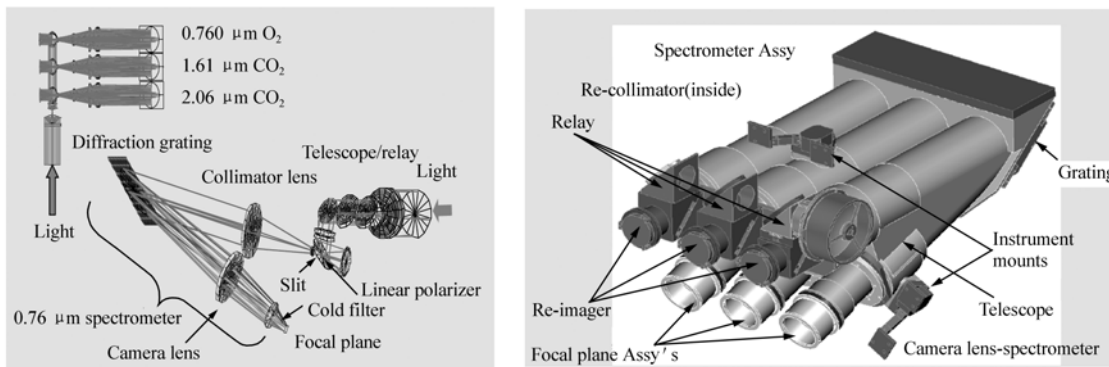 0.760 μm O₂
1.61 μm CO₂
2.06 μm CO₂
Diffraction grating
Telescope/relay
Collimator lens
Light
Light
Slit
Linear polarizer
Cold filter
0.76 μm spectrometer
Focal plane
Camera lens
Spectrometer Assy
Re-collimator(inside)
Relay
Grating
Instrument
mounts
Re-imager
Telescope
Focal plane Assy's
Camera lens-spectrometer